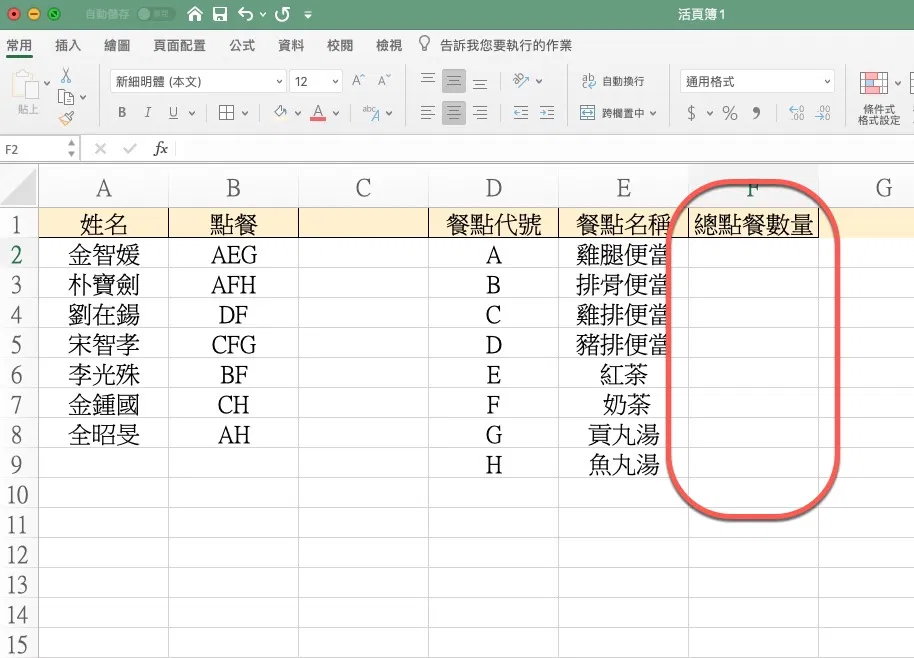 自動儲存 活頁簿1
常用 插入 繪圖 頁面配置 公式 資料 校閱 檢視 告訴我您要執行的作業
新細明體 (本文) 12 A A 自動換行 通用格式
貼上 B I U A abc A 跨欄置中 $ % 條件式
格式設定
F2 fx
A B C D E F G
1 姓名 點餐 餐點代號 餐點名稱 總點餐數量
2 金智媛 AEG A 雞腿便當
3 朴寶劍 AFH B 排骨便當
4 劉在錫 DF C 雞排便當
5 宋智孝 CFG D 豬排便當
6 李光殊 BF E 紅茶
7 金鍾國 CH F 奶茶
8 全昭旻 AH G 貢丸湯
9 H 魚丸湯
10
11
12
13
14
15